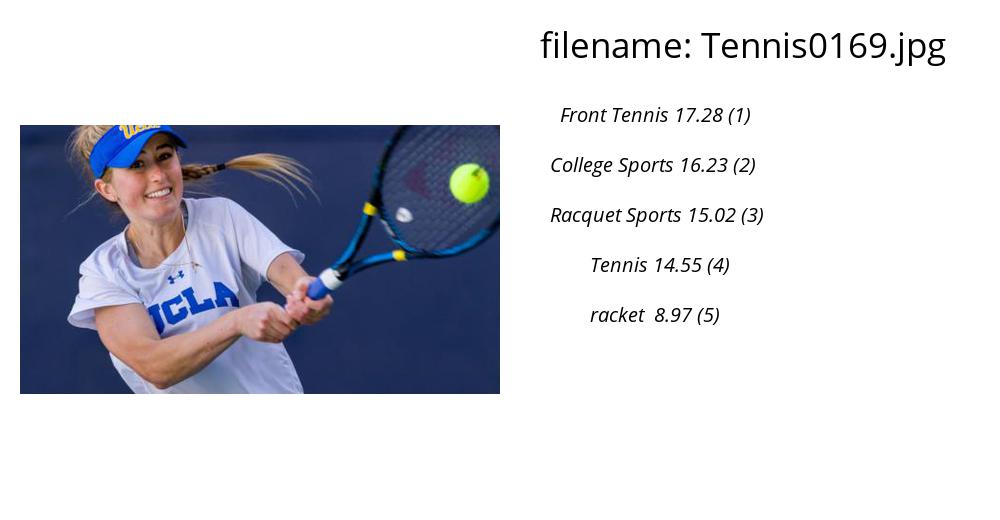 filename: Tennis0169.jpg
Front Tennis 17.28 (1)
College Sports 16.23 (2)
Racquet Sports 15.02 (3)
Tennis 14.55 (4)
racket 8.97 (5)
UCLA